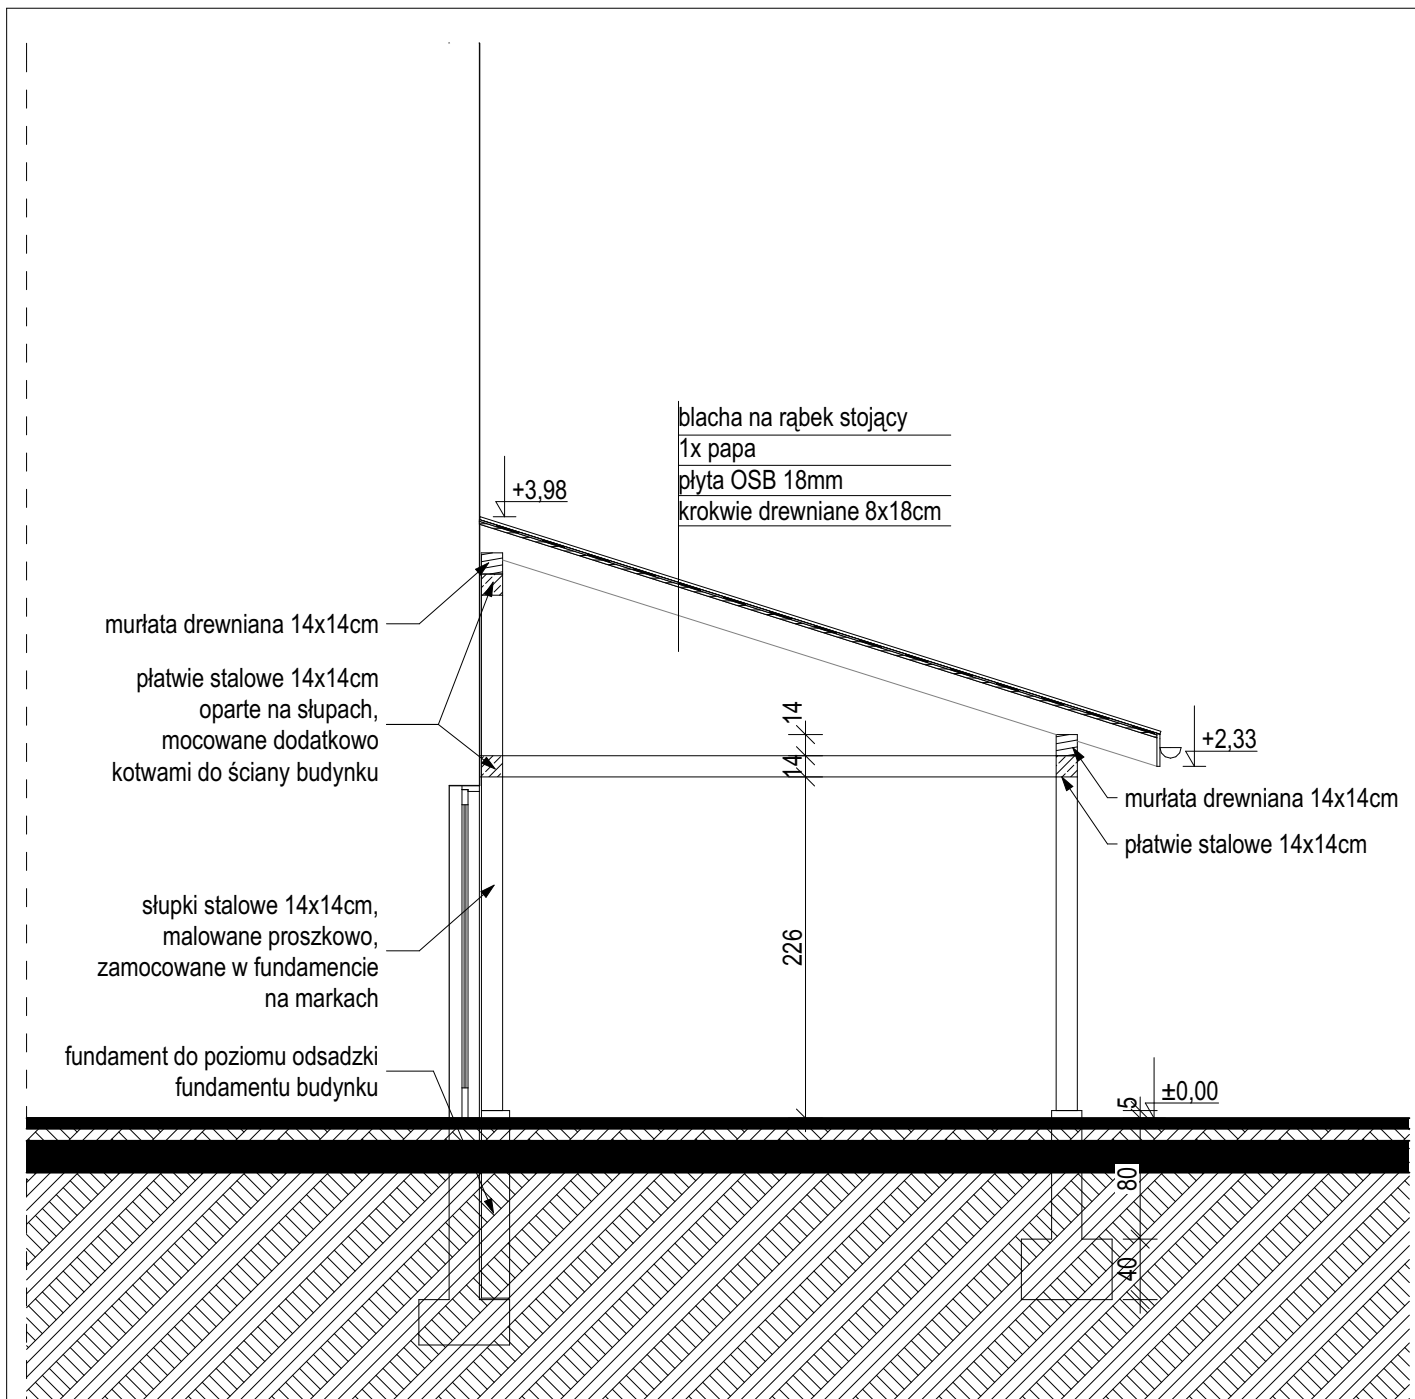 blacha na rąbek stojący
1x papa
płyta OSB 18mm
krokwie drewniane 8x18cm
+3,98
murłata drewniana 14x14cm
płatwie stalowe 14x14cm
oparte na słupach,
mocowane dodatkowo
kotwami do ściany budynku
14
14
+2,33
murłata drewniana 14x14cm
płatwie stalowe 14x14cm
słupki stalowe 14x14cm,
malowane proszkowo,
zamocowane w fundamencie
na markach
226
fundament do poziomu odsadzki
fundamentu budynku
5
±0,00
80
40